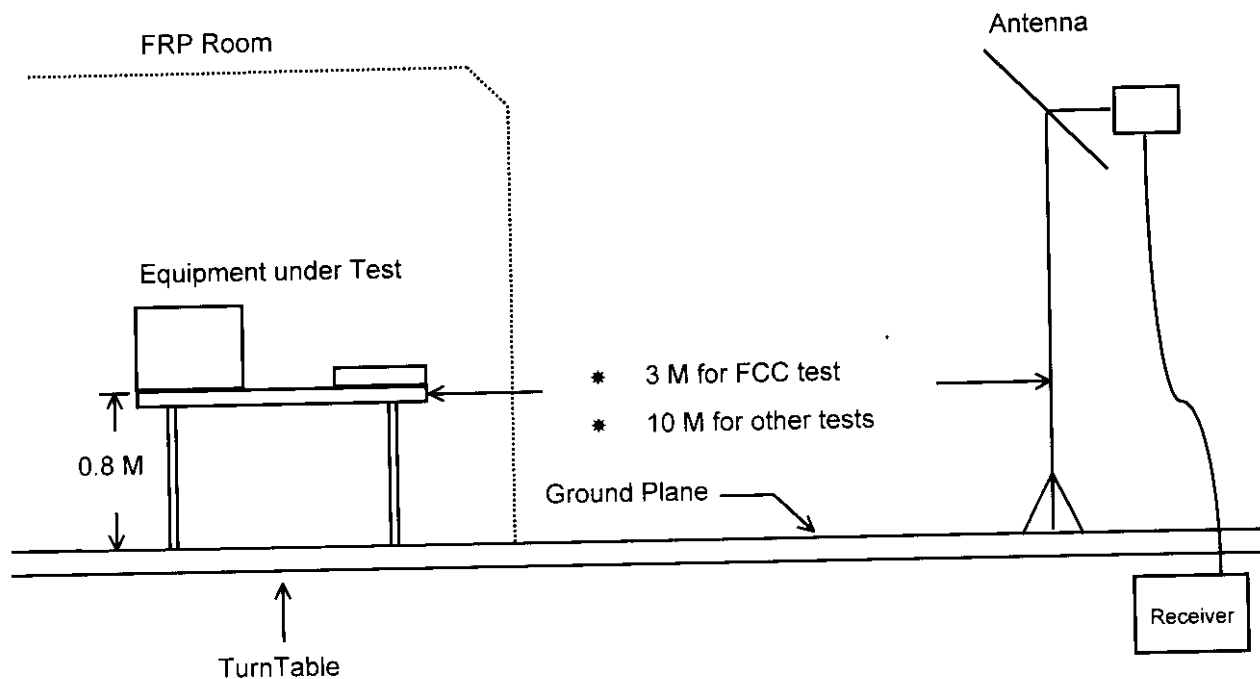 FRP Room
Antenna
Equipment under Test
✷ 3 M for FCC test
✷ 10 M for other tests
0.8 M
Ground Plane
Receiver
TurnTable